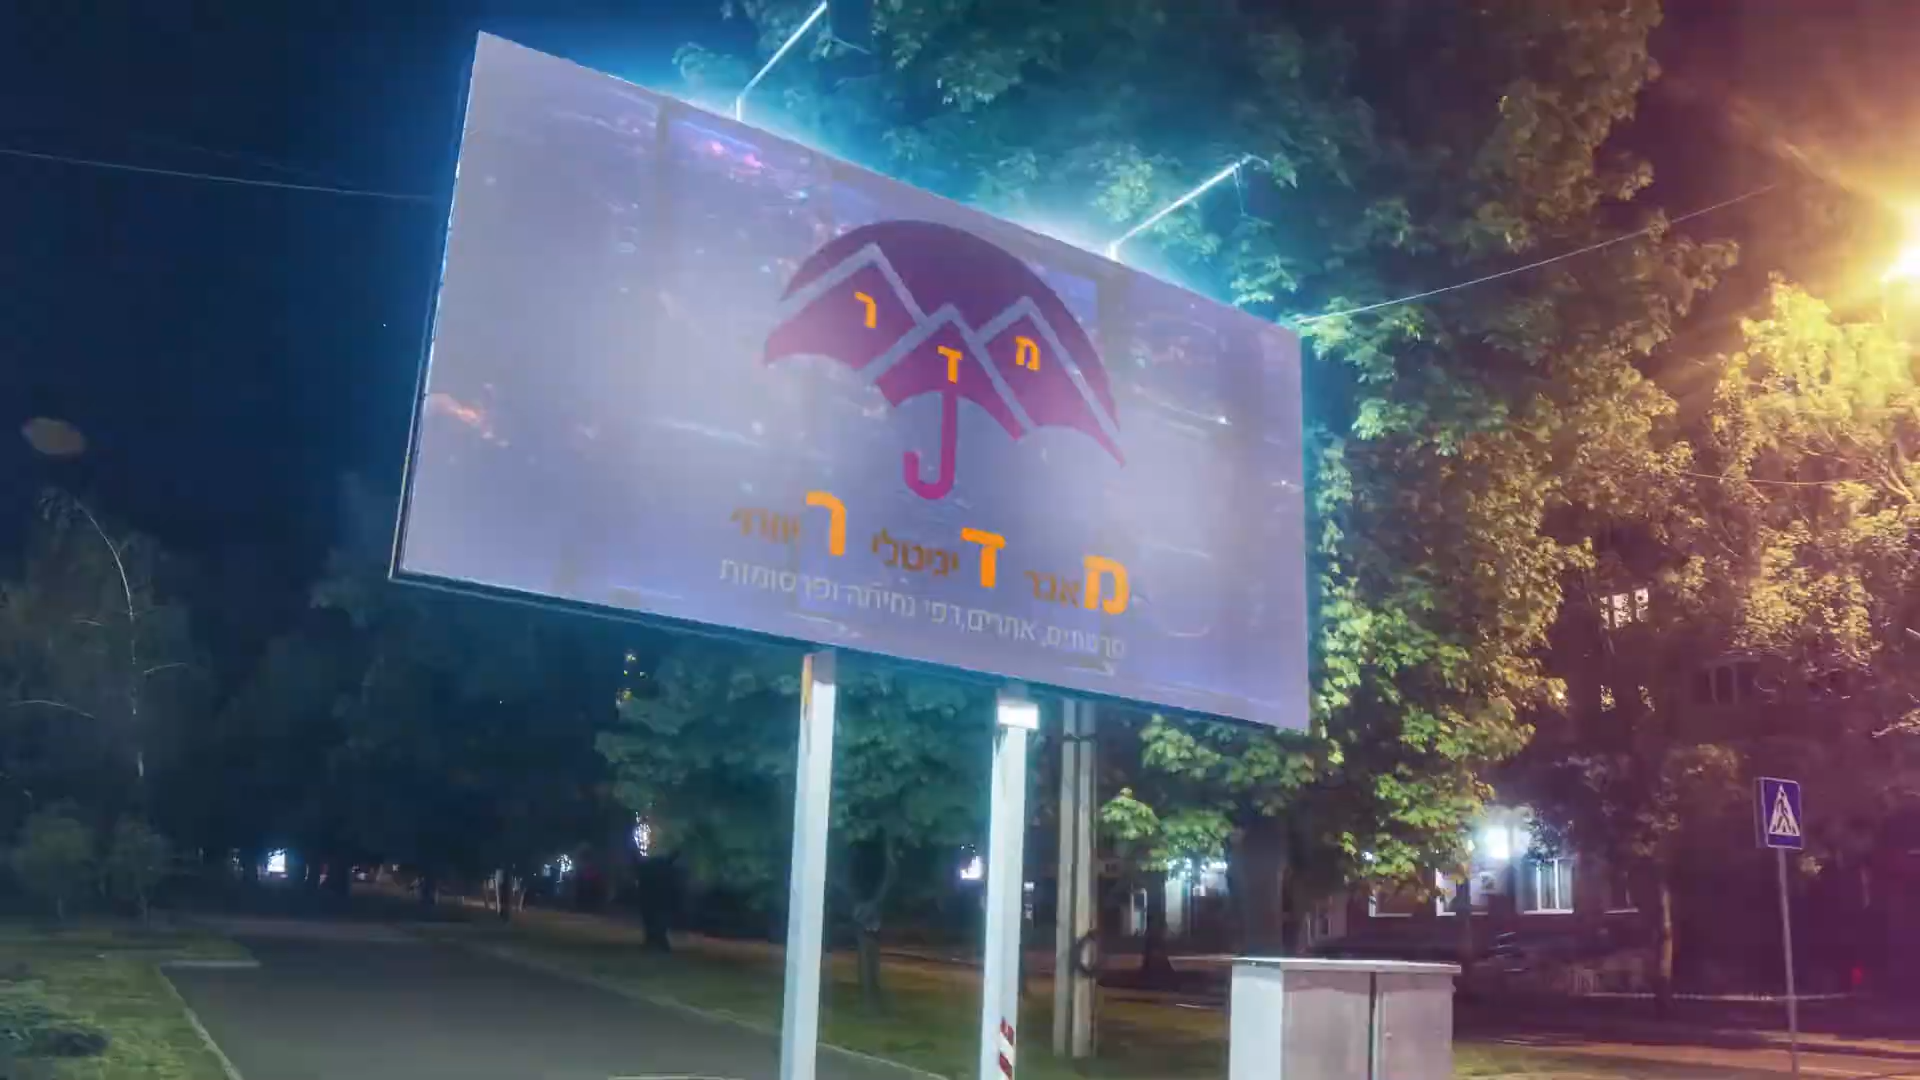 ר
ד
מ
מאגר דיגיטלי ר
סרטונים, אתרים, דפי נחיתה ופרסומות